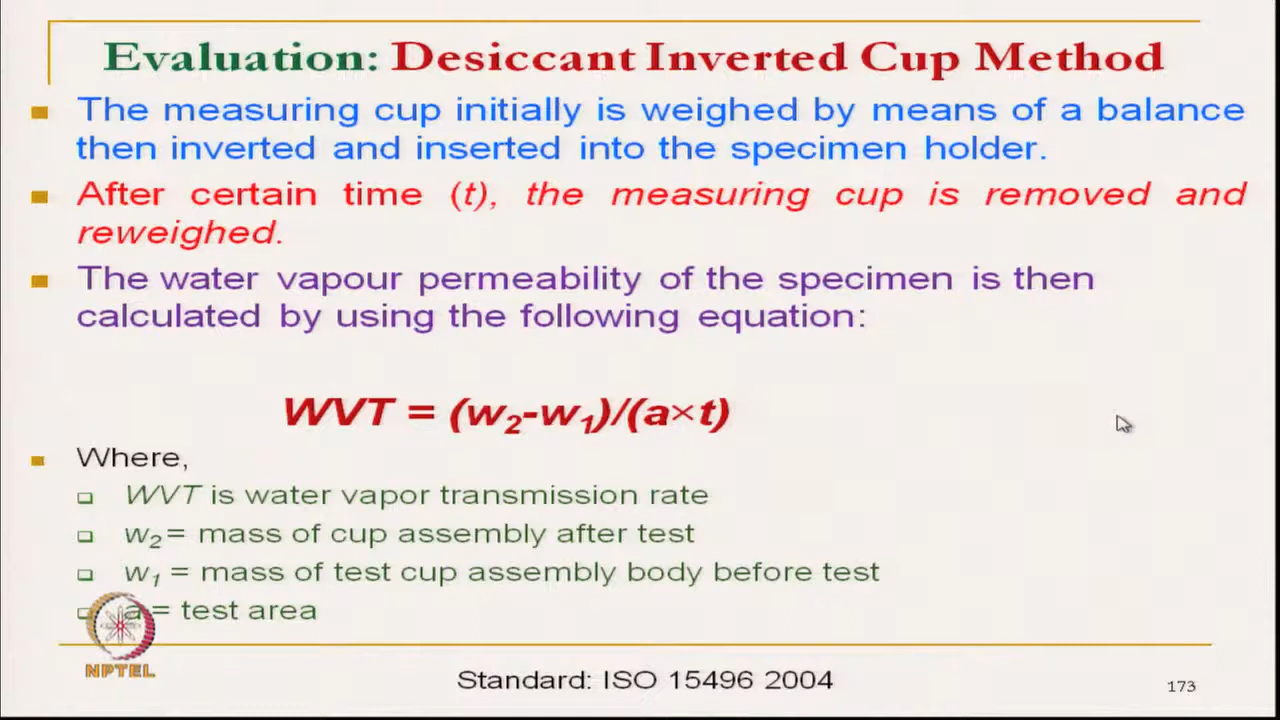 Evaluation: Desiccant Inverted Cup Method
The measuring cup initially is weighed by means of a balance
then inverted and inserted into the specimen holder.
After certain time (t), the measuring cup is removed and
reweighed.
The water vapour permeability of the specimen is then
calculated by using the following equation:
WVT = (w₂-w₁)/(a×t)
Where,
WVT is water vapor transmission rate
w₂= mass of cup assembly after test
w₁ = mass of test cup assembly body before test
a = test area
NPTEL
Standard: ISO 15496 2004
173